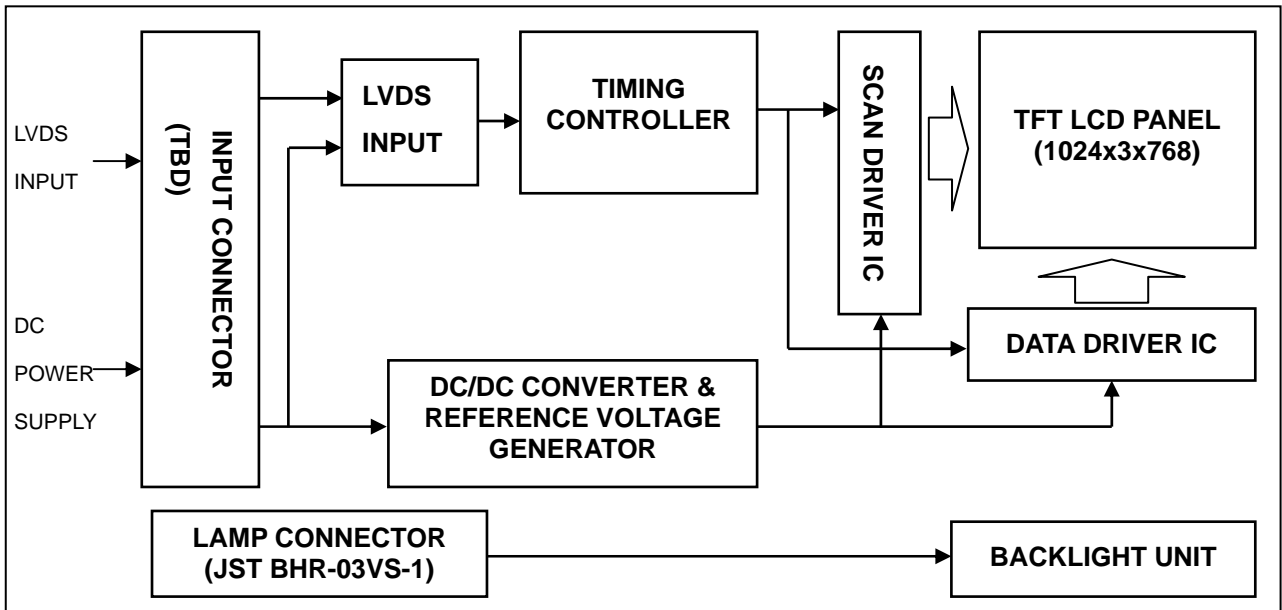 LVDS
INPUT
DC
POWER
SUPPLY
INPUT CONNECTOR
(TBD)
LVDS
INPUT
TIMING
CONTROLLER
SCAN DRIVER IC
TFT LCD PANEL
(1024x3x768)
DATA DRIVER IC
DC/DC CONVERTER &
REFERENCE VOLTAGE
GENERATOR
LAMP CONNECTOR
(JST BHR-03VS-1)
BACKLIGHT UNIT